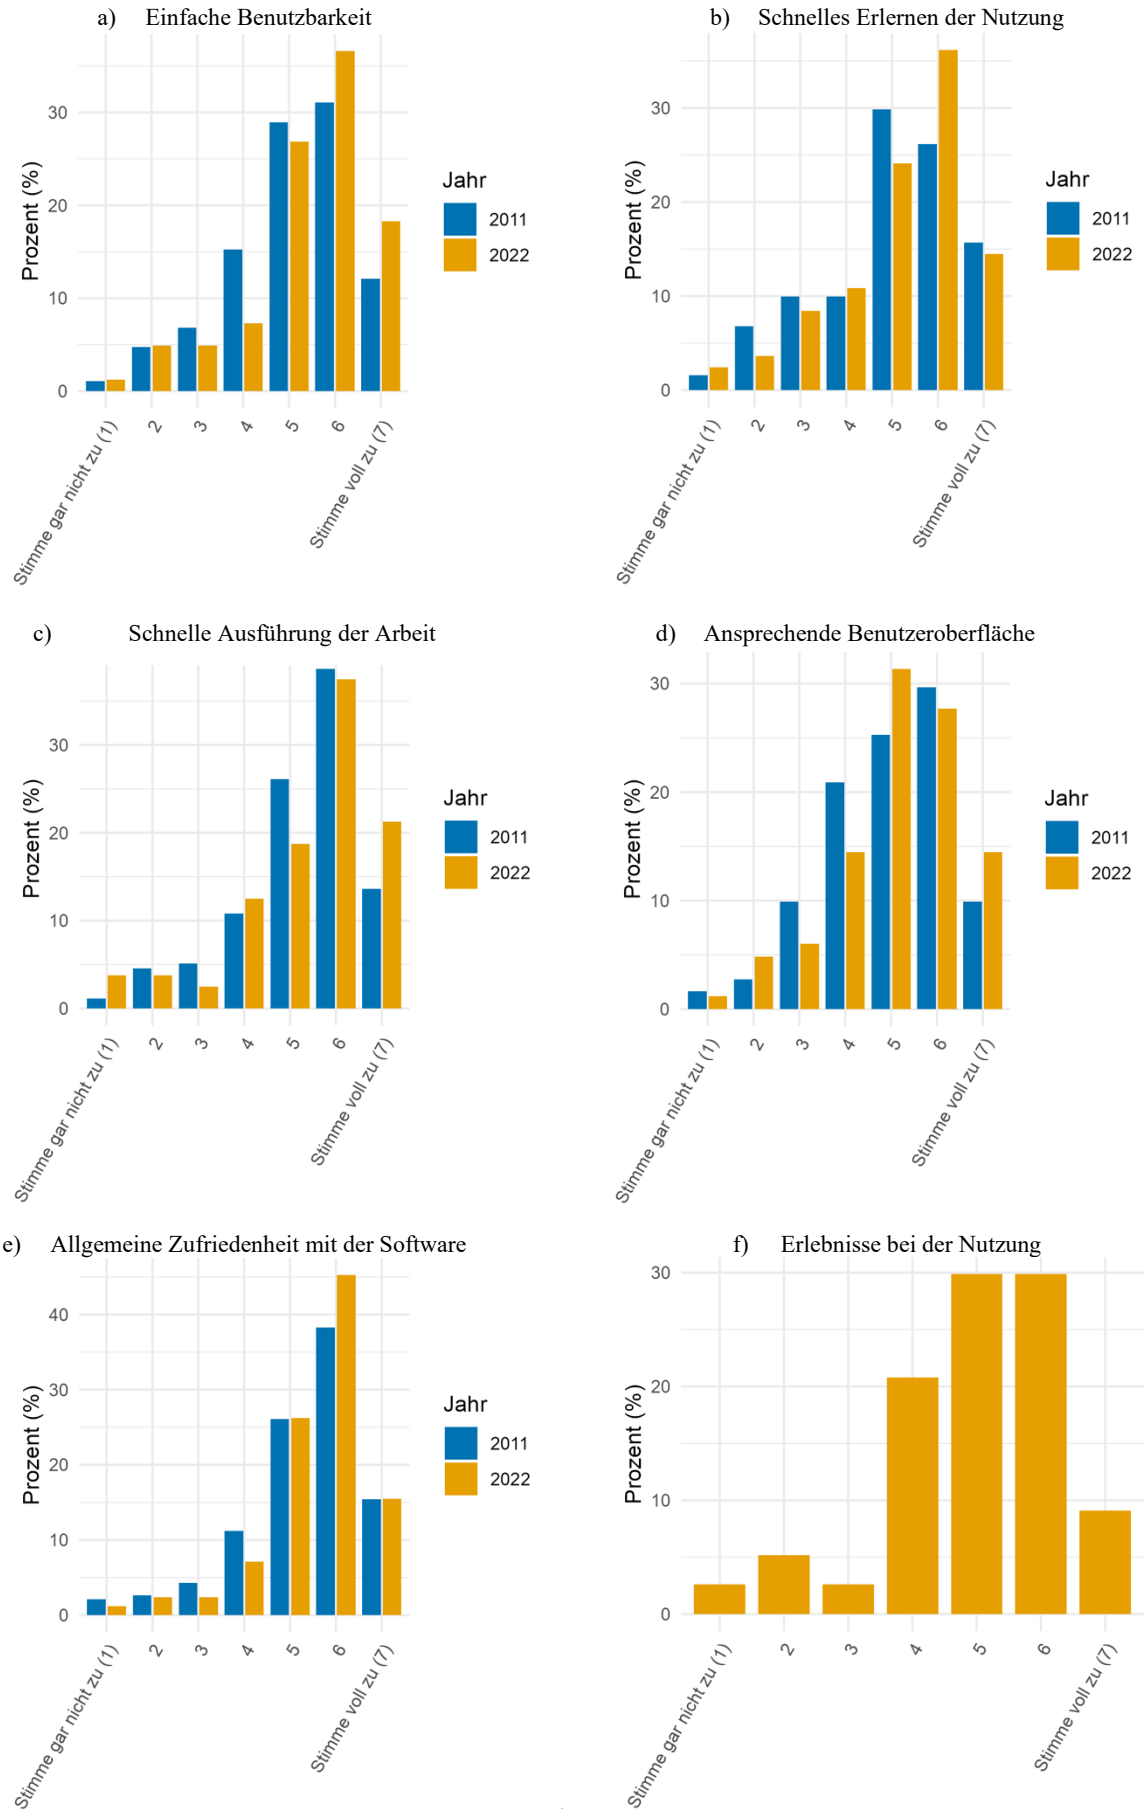 a) Einfache Benutzbarkeit
Prozent (%)
30
20
10
0
Stimme gar nicht zu (1)
2
3
4
5
6
Stimme voll zu (7)
Jahr
2011
2022
b) Schnelles Erlernen der Nutzung
Prozent (%)
30
20
10
0
Stimme gar nicht zu (1)
2
3
4
5
6
Stimme voll zu (7)
Jahr
2011
2022
c) Schnelle Ausführung der Arbeit
Prozent (%)
30
20
10
0
Stimme gar nicht zu (1)
2
3
4
5
6
Stimme voll zu (7)
Jahr
2011
2022
d) Ansprechende Benutzeroberfläche
Prozent (%)
30
20
10
0
Stimme gar nicht zu (1)
2
3
4
5
6
Stimme voll zu (7)
Jahr
2011
2022
e) Allgemeine Zufriedenheit mit der Software
Prozent (%)
40
30
20
10
0
Stimme gar nicht zu (1)
2
3
4
5
6
Stimme voll zu (7)
Jahr
2011
2022
f) Erlebnisse bei der Nutzung
Prozent (%)
30
20
10
0
Stimme gar nicht zu (1)
2
3
4
5
6
Stimme voll zu (7)